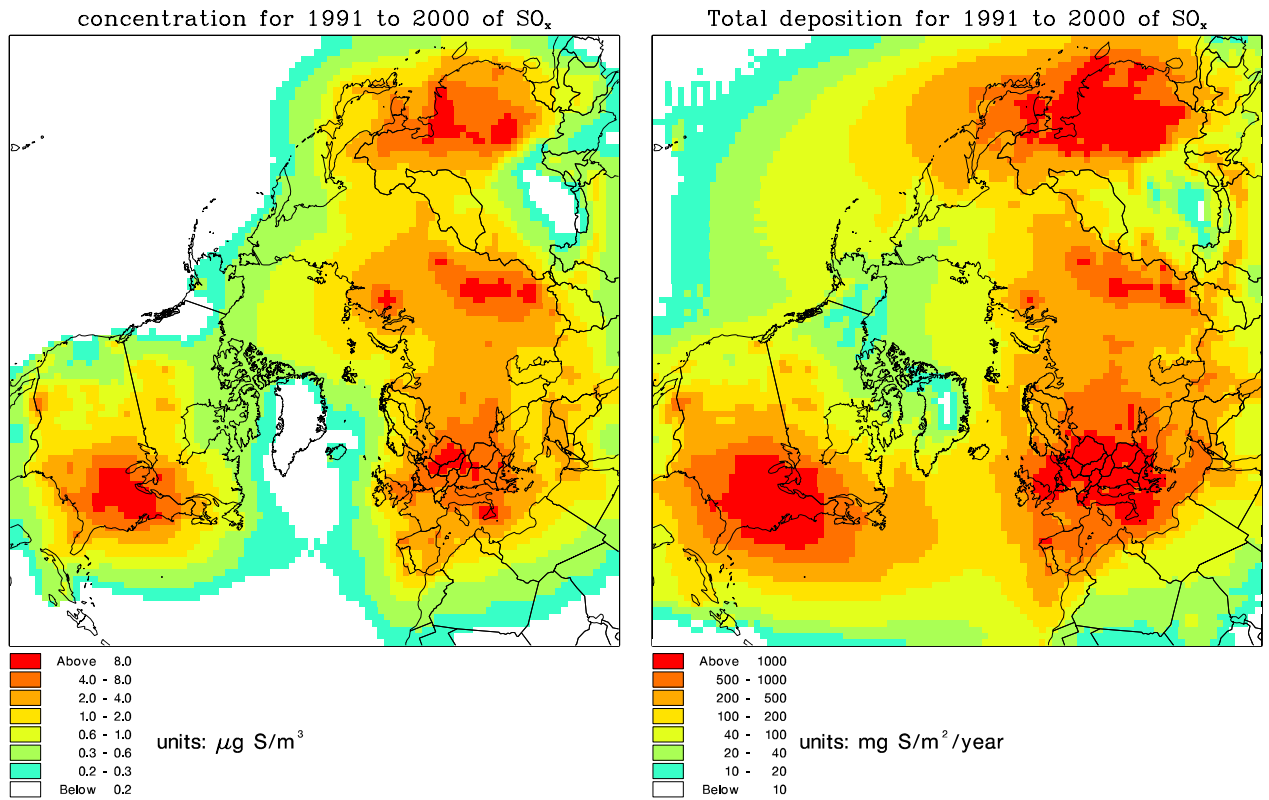 concentration for 1991 to 2000 of SOₓ
Above 8.0
4.0 - 8.0
2.0 - 4.0
1.0 - 2.0
0.6 - 1.0
0.3 - 0.6
0.2 - 0.3
Below 0.2
units: μg S/m³
Total deposition for 1991 to 2000 of SOₓ
Above 1000
500 - 1000
200 - 500
100 - 200
40 - 100
20 - 40
10 - 20
Below 10
units: mg S/m²/year